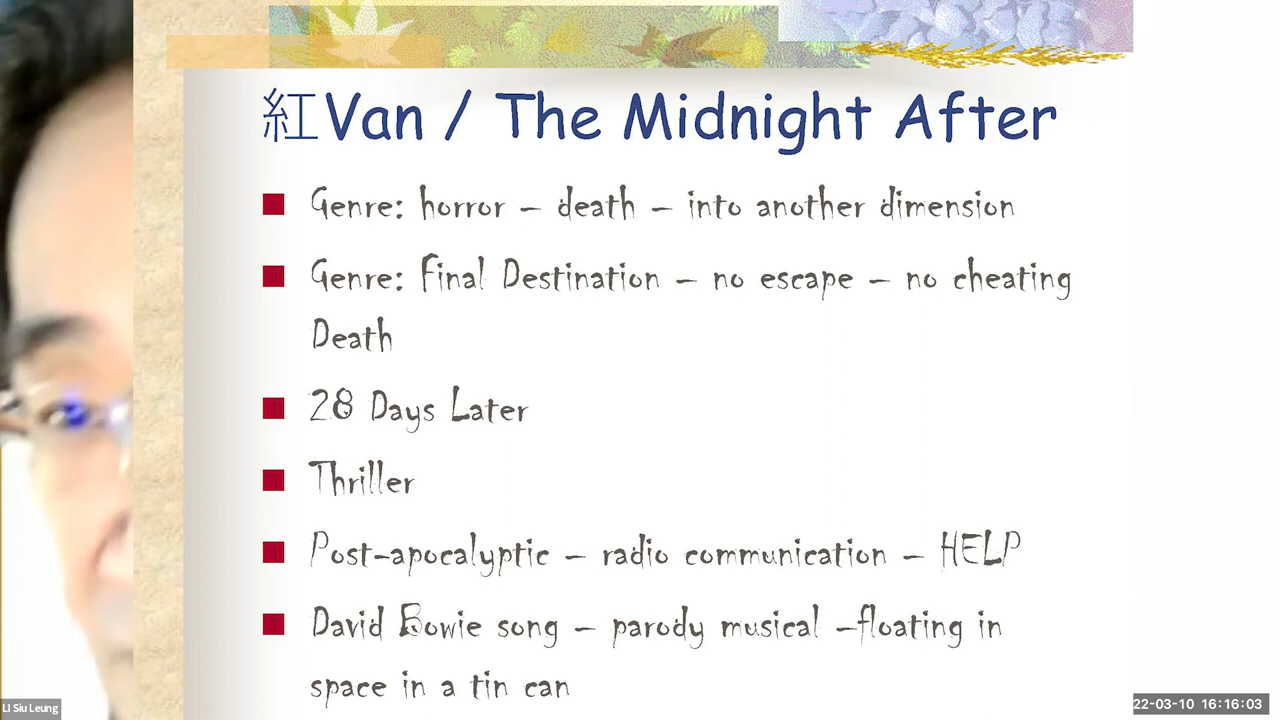 紅Van / The Midnight After
Genre: horror – death – into another dimension
Genre: Final Destination – no escape – no cheating
Death
28 Days Later
Thriller
Post-apocalyptic – radio communication – HELP
David Bowie song – parody musical –floating in
space in a tin can
LI Siu Leung
22-03-10 16:16:03